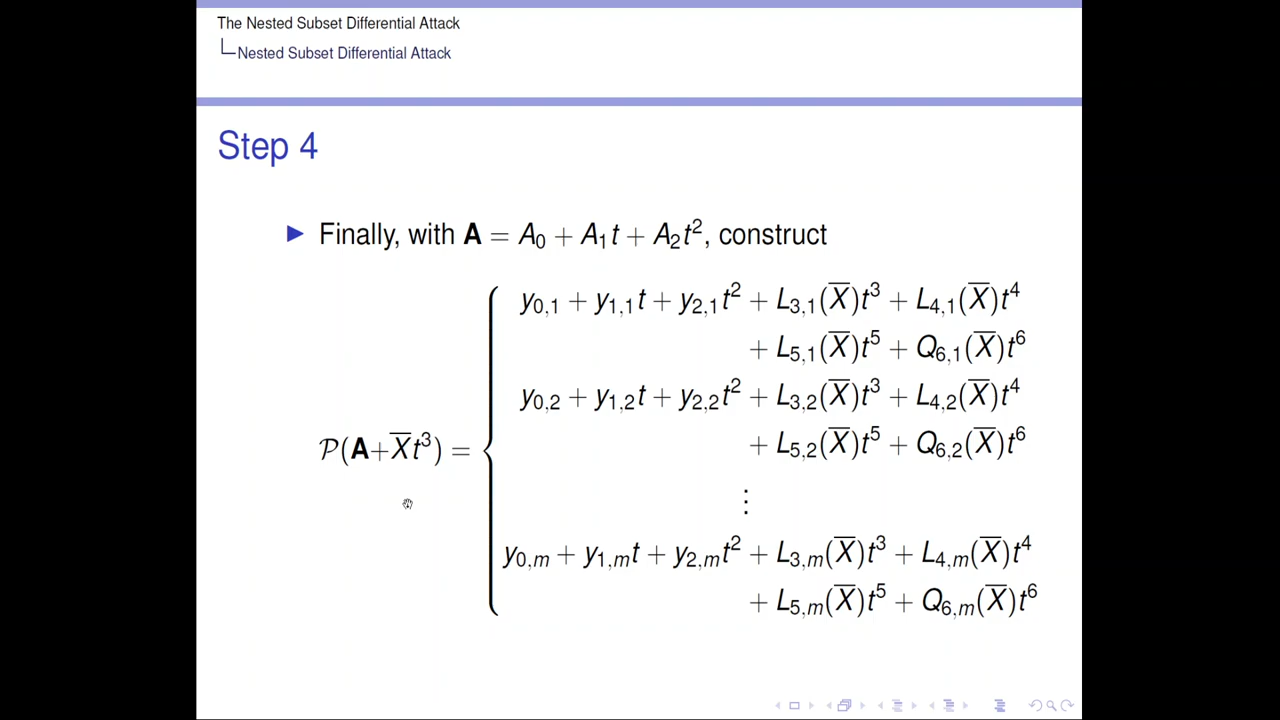 The Nested Subset Differential Attack
Nested Subset Differential Attack
Step 4
▶ Finally, with A = A₀ + A₁t + A₂t², construct
y₀,₁ + y₁,₁t + y₂,₁t² + L₃,₁(X̅)t³ + L₄,₁(X̅)t⁴
+ L₅,₁(X̅)t⁵ + Q₆,₁(X̅)t⁶
y₀,₂ + y₁,₂t + y₂,₂t² + L₃,₂(X̅)t³ + L₄,₂(X̅)t⁴
+ L₅,₂(X̅)t⁵ + Q₆,₂(X̅)t⁶
𝒫(A+X̅t³) = {
⋮
y₀,ₘ + y₁,ₘt + y₂,ₘt² + L₃,ₘ(X̅)t³ + L₄,ₘ(X̅)t⁴
+ L₅,ₘ(X̅)t⁵ + Q₆,ₘ(X̅)t⁶